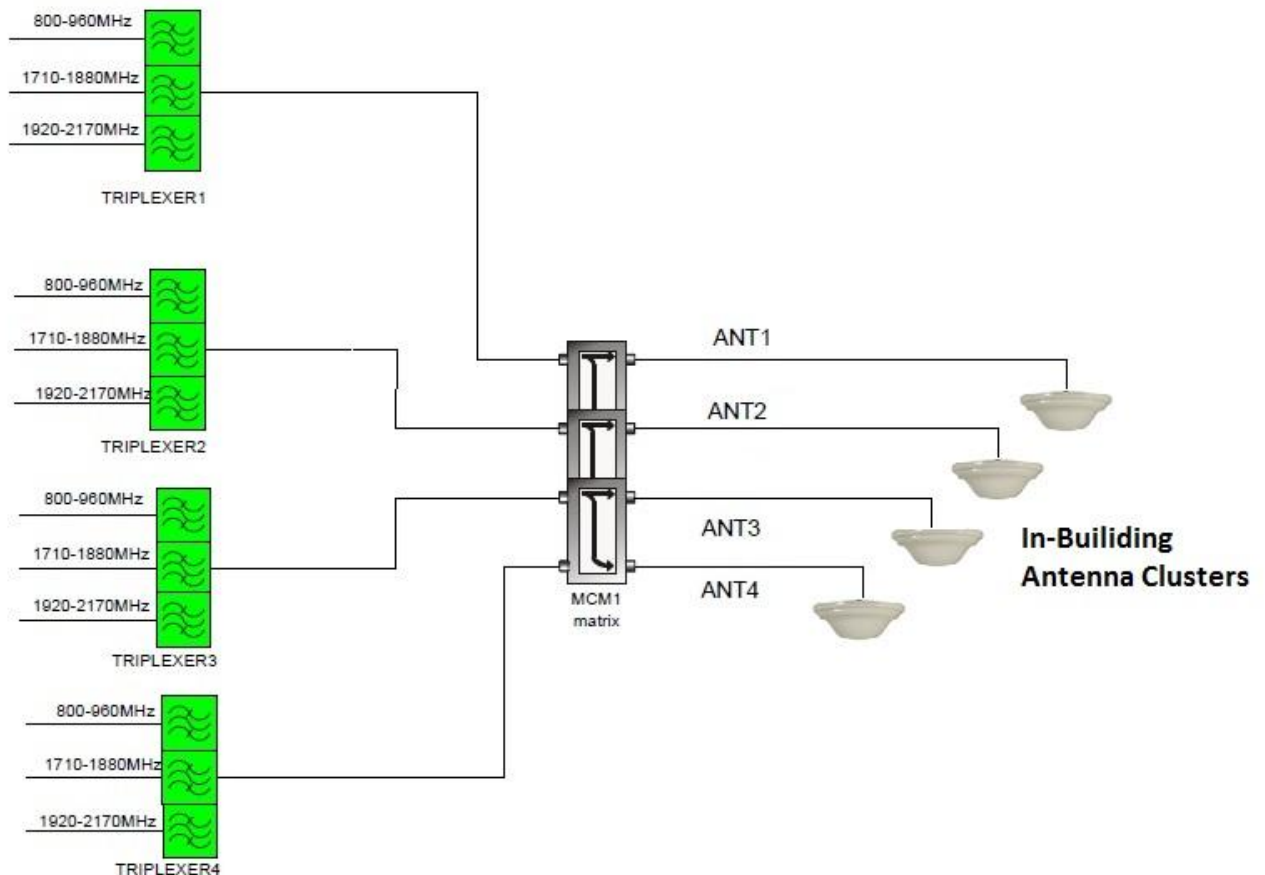 800-960MHz
1710-1880MHz
1920-2170MHz
TRIPLEXER1
800-960MHz
1710-1880MHz
1920-2170MHz
TRIPLEXER2
800-960MHz
1710-1880MHz
1920-2170MHz
TRIPLEXER3
800-960MHz
1710-1880MHz
1920-2170MHz
TRIPLEXER4
MCM1
matrix
ANT1
ANT2
ANT3
ANT4
In-Builiding
Antenna Clusters